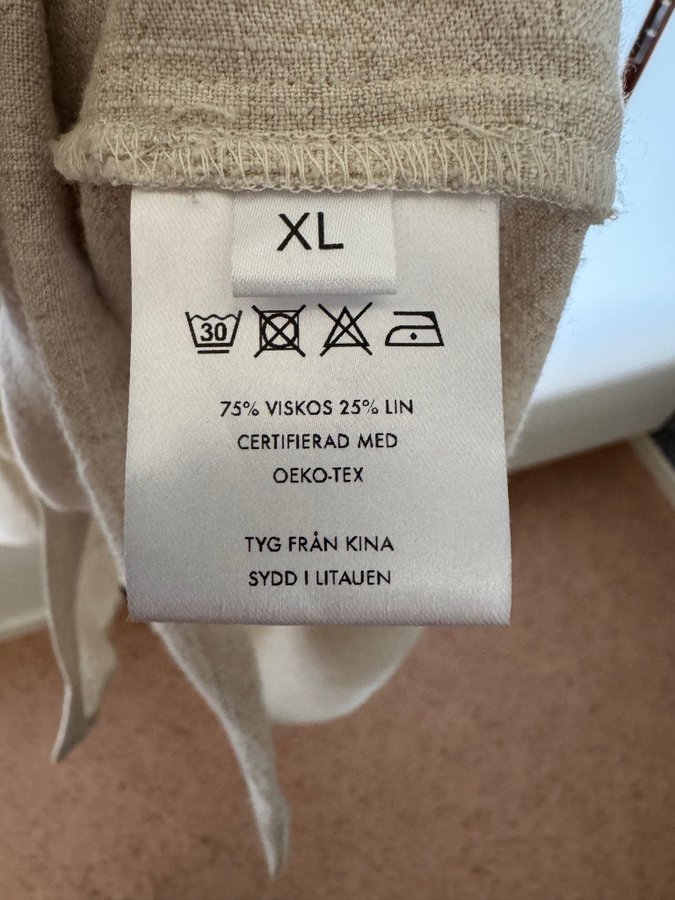 XL
30
75% VISKOS 25% LIN
CERTIFIERAD MED
OEKO-TEX
TYG FRÅN KINA
SYDD I LITAUEN